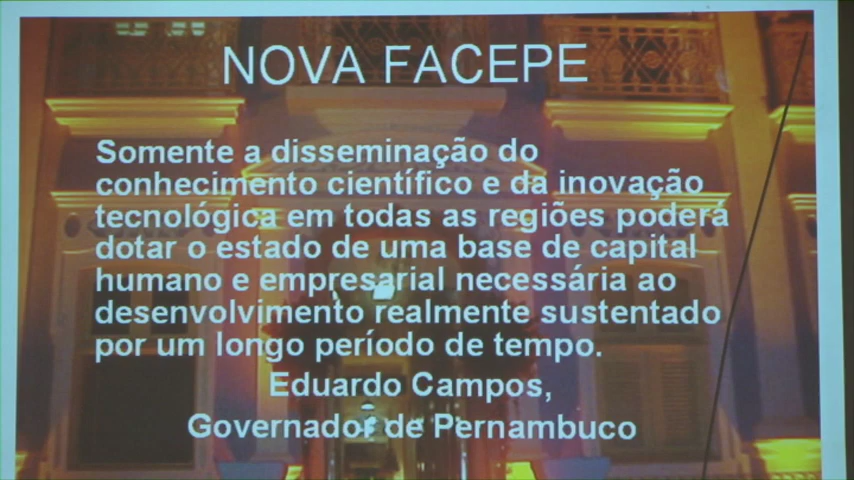 NOVA FACEPE
Somente a disseminação do
conhecimento científico e da inovação
tecnológica em todas as regiões poderá
dotar o estado de uma base de capital
humano e empresarial necessária ao
desenvolvimento realmente sustentado
por um longo período de tempo.
Eduardo Campos,
Governador de Pernambuco